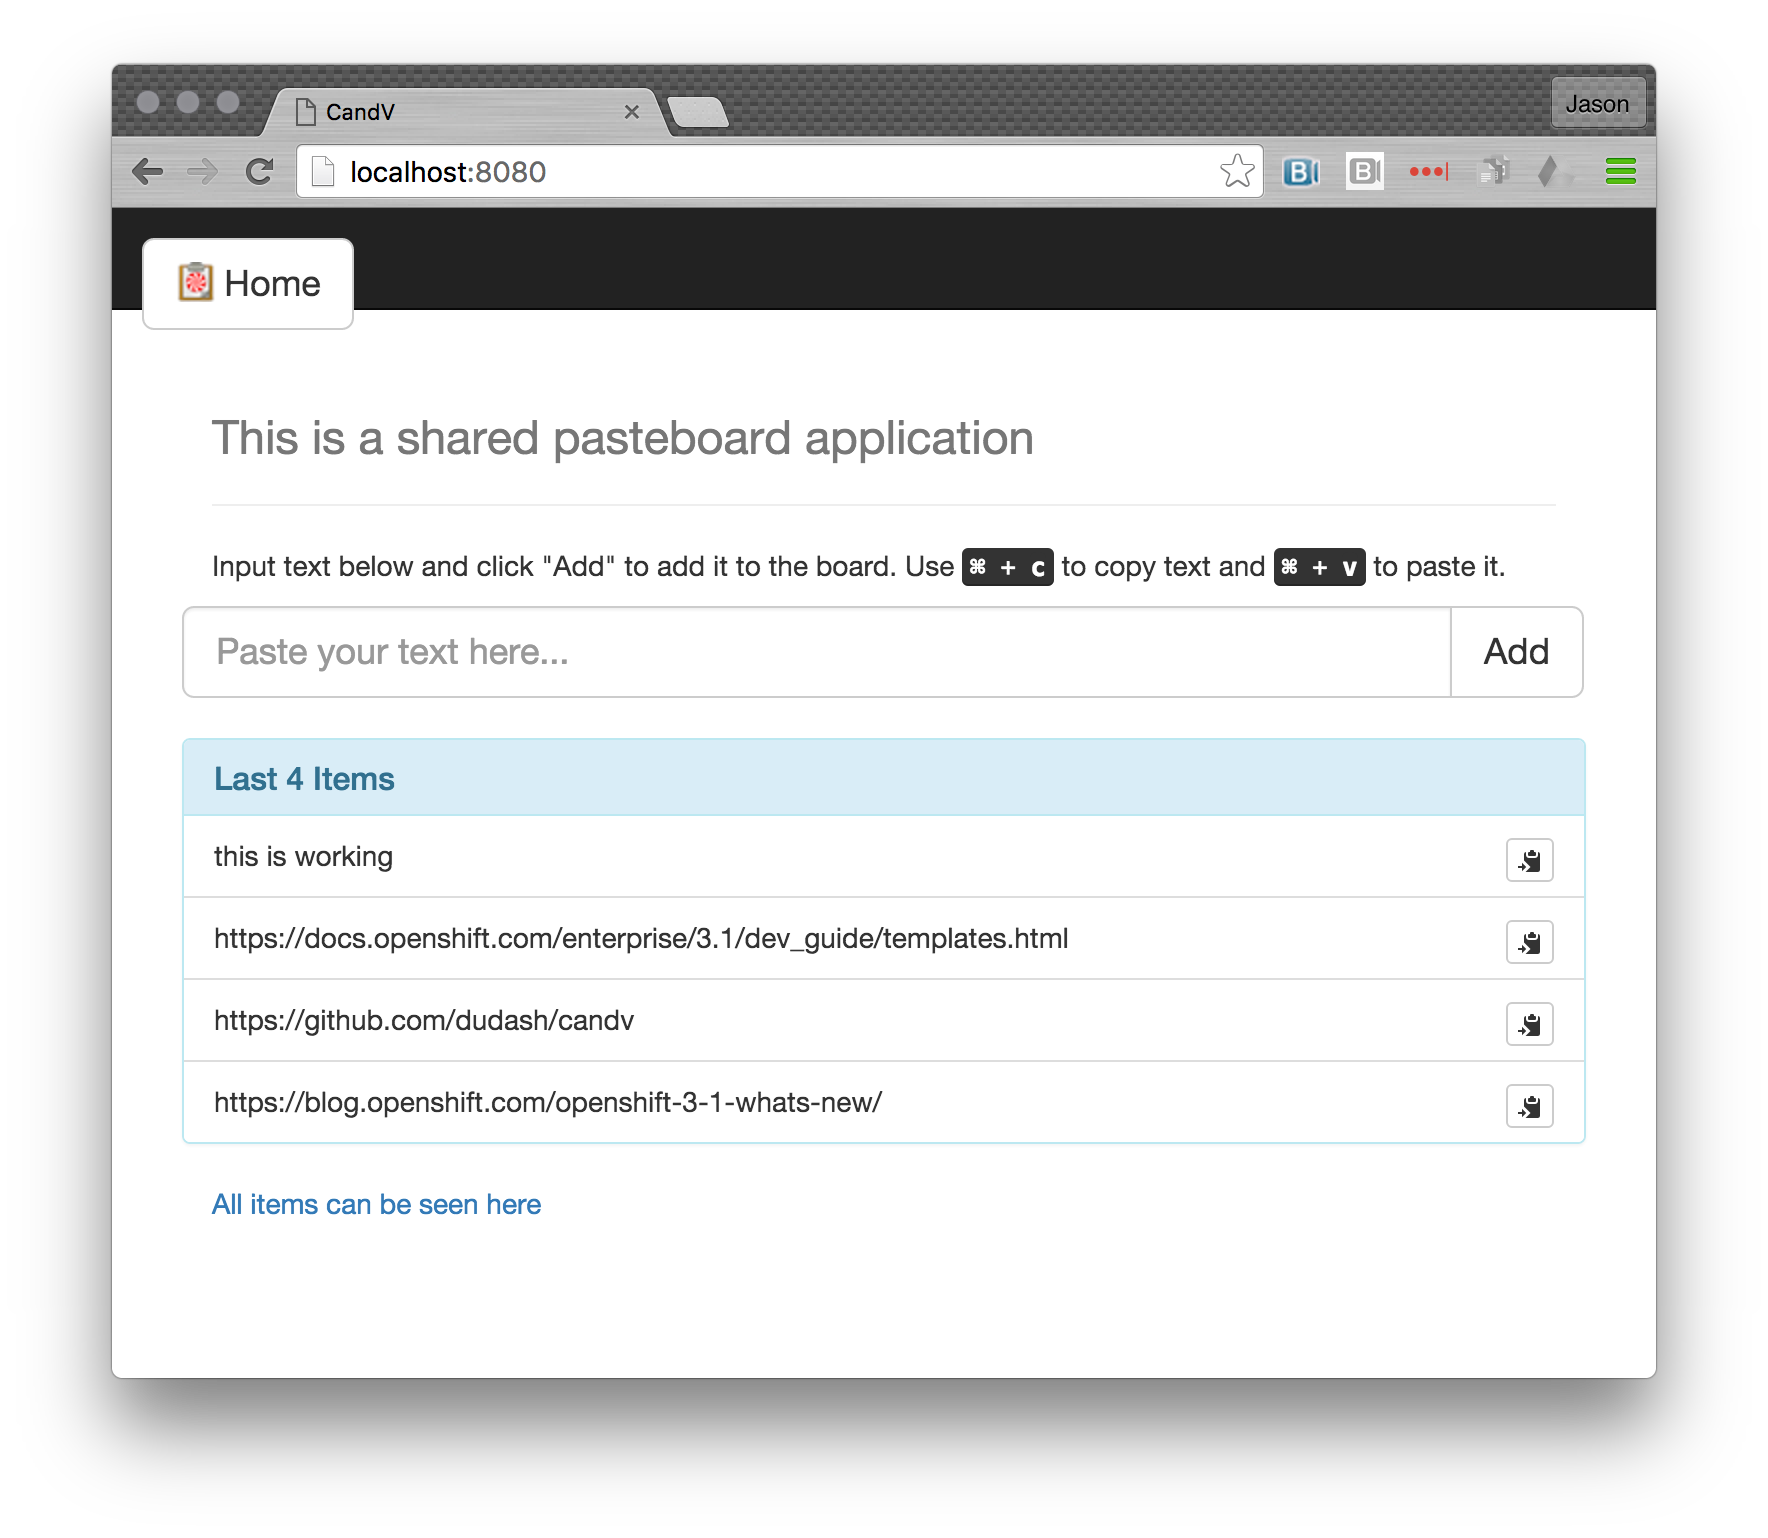 CandV
Jason
localhost:8080
Home
This is a shared pasteboard application
Input text below and click "Add" to add it to the board. Use ⌘ + c to copy text and ⌘ + v to paste it.
Paste your text here...
Add
Last 4 Items
this is working
https://docs.openshift.com/enterprise/3.1/dev_guide/templates.html
https://github.com/dudash/candv
https://blog.openshift.com/openshift-3-1-whats-new/
All items can be seen here